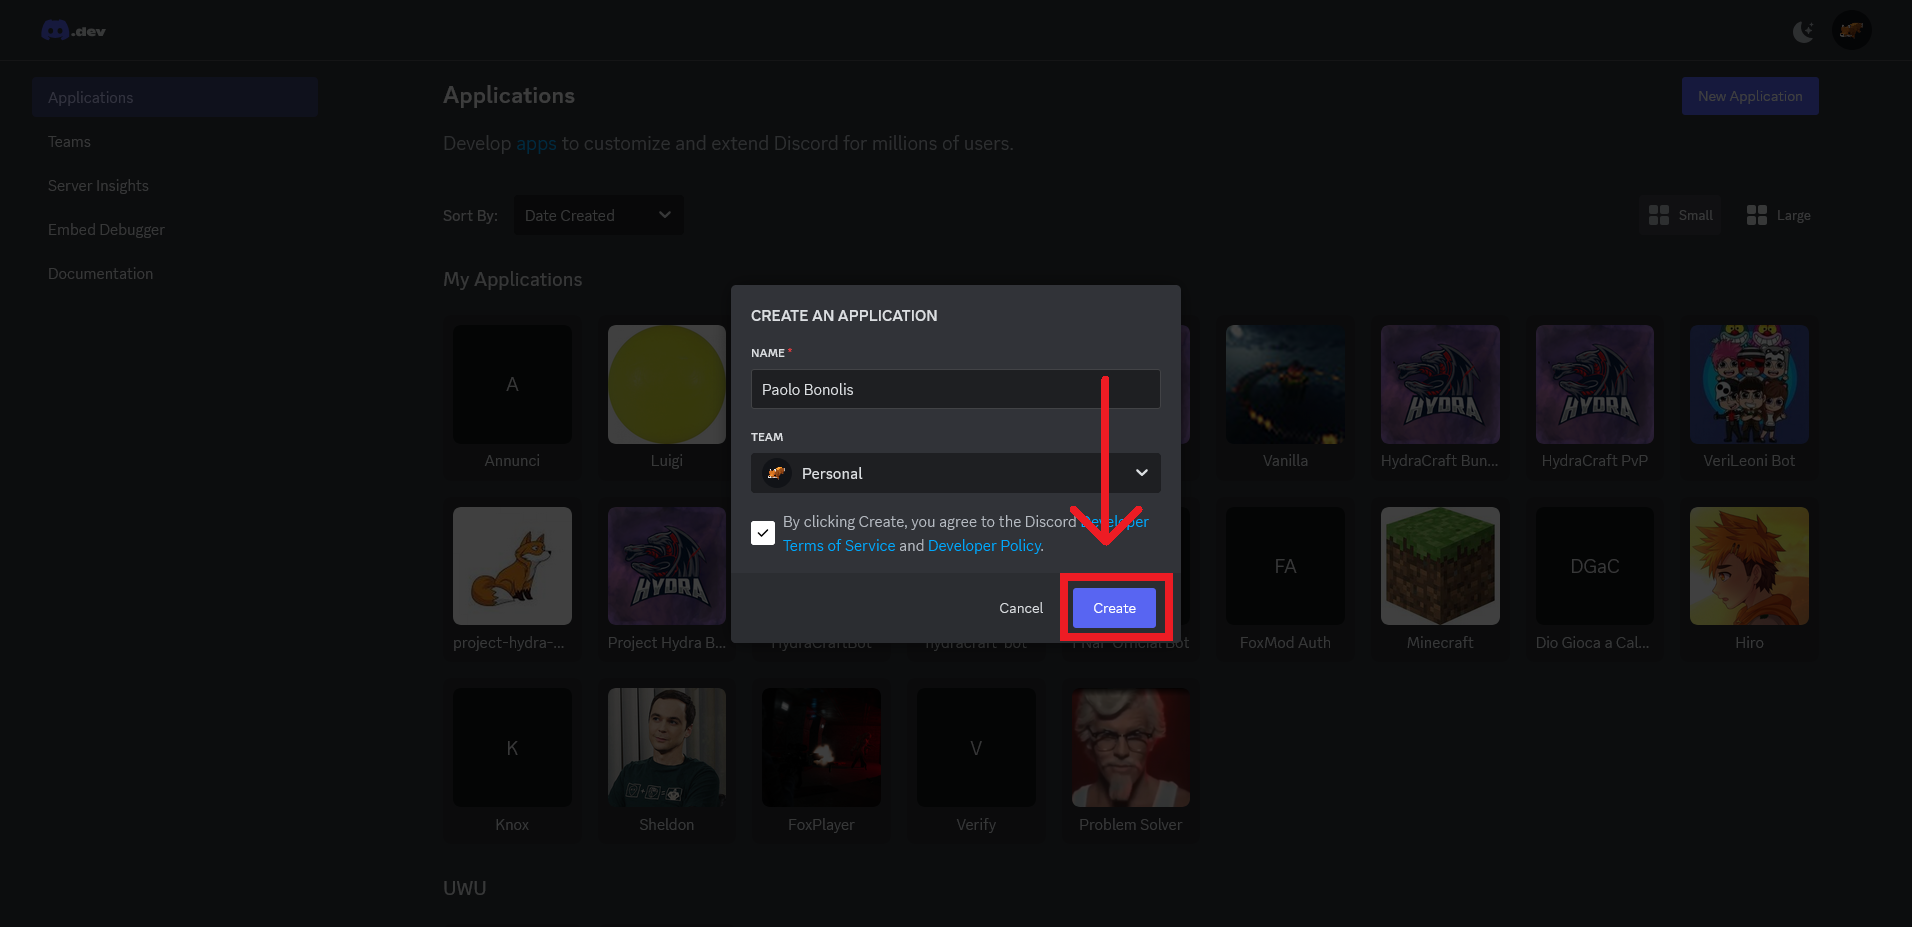 .dev
Applications
Teams
Server Insights
Embed Debugger
Documentation
Applications
New Application
Develop apps to customize and extend Discord for millions of users.
Sort By:
Date Created
Small
Large
My Applications
CREATE AN APPLICATION
NAME *
Paolo Bonolis
TEAM
Personal
By clicking Create, you agree to the Discord Developer
Terms of Service and Developer Policy.
Cancel
Create
A
HYDRA
HYDRA
Annunci
Luigi
Vanilla
HydraCraft Bun...
HydraCraft PvP
VeriLeoni Bot
HYDRA
FA
DGaC
project-hydra-...
Project Hydra B...
HydraCraftBot
hydracraft-bot
FoxMod Auth
Minecraft
Dio Gioca a Cal...
Hiro
K
V
Knox
Sheldon
FoxPlayer
Verify
Problem Solver
UWU